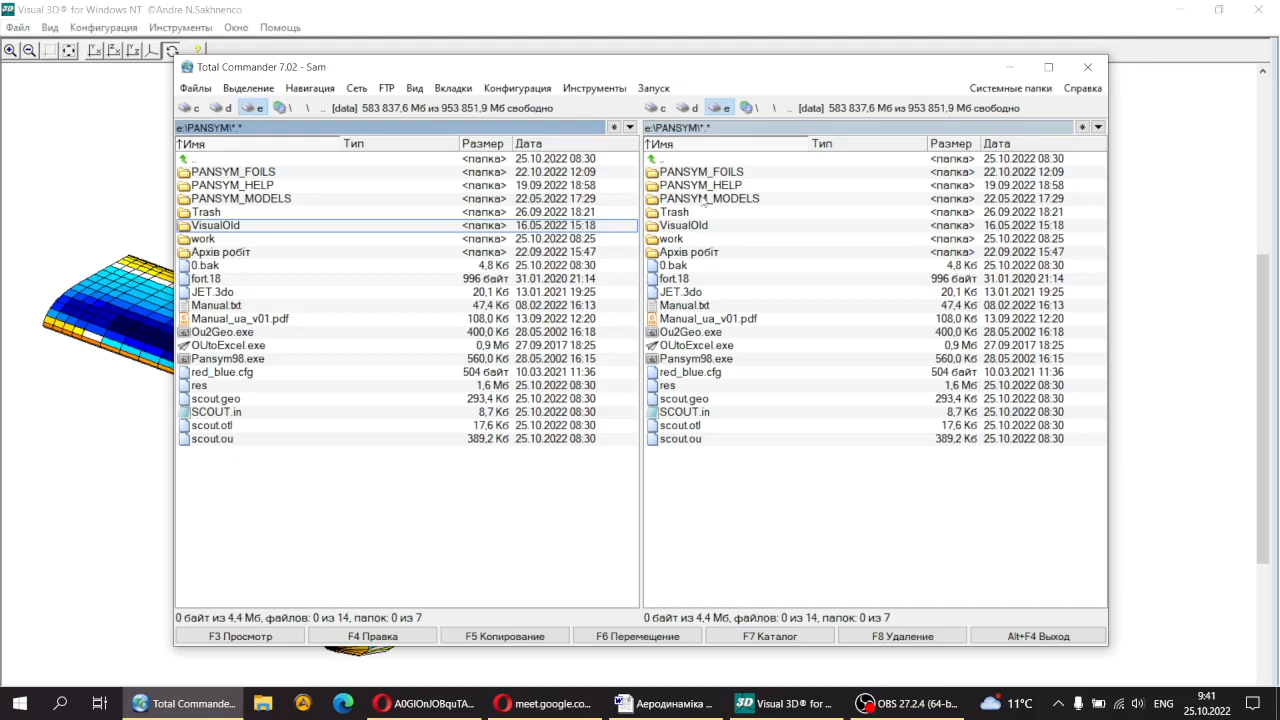 Visual 3D® for Windows NT ©Andre N.Sakhnenco
Файл Вид Конфигурация Инструменты Окно Помощь
Total Commander 7.02 - Sam
Файлы Выделение Навигация Сеть FTP Вид Вкладки Конфигурация Инструменты Запуск Системные папки Справка
c d e \ \ .. [data] 583 837,6 Мб из 953 851,9 Мб свободно
c d e \ \ .. [data] 583 837,6 Мб из 953 851,9 Мб свободно
e:\PANSYM\*.* * ▼
↑Имя Тип Размер Дата
.. <папка> 25.10.2022 08:30
PANSYM_FOILS <папка> 22.10.2022 12:09
PANSYM_HELP <папка> 19.09.2022 18:58
PANSYM_MODELS <папка> 22.05.2022 17:29
Trash <папка> 26.09.2022 18:21
VisualOld <папка> 16.05.2022 15:18
work <папка> 25.10.2022 08:25
Архів робіт <папка> 22.09.2022 15:47
0.bak 4,8 Кб 25.10.2022 08:30
fort.18 996 байт 31.01.2020 21:14
JET.3do 20,1 Кб 13.01.2021 19:25
Manual.txt 47,4 Кб 08.02.2022 16:13
Manual_ua_v01.pdf 108,0 Кб 13.09.2022 12:20
Ou2Geo.exe 400,0 Кб 28.05.2002 16:18
OUtoExcel.exe 0,9 Мб 27.09.2017 18:25
Pansym98.exe 560,0 Кб 28.05.2002 16:15
red_blue.cfg 504 байт 10.03.2021 11:36
res 1,6 Мб 25.10.2022 08:30
scout.geo 293,4 Кб 25.10.2022 08:30
SCOUT.in 8,7 Кб 25.10.2022 08:30
scout.otl 17,6 Кб 25.10.2022 08:30
scout.ou 389,2 Кб 25.10.2022 08:30
0 байт из 4,4 Мб, файлов: 0 из 14, папок: 0 из 7
e:\PANSYM\*.* * ▼
↑Имя Тип Размер Дата
.. <папка> 25.10.2022 08:30
PANSYM_FOILS <папка> 22.10.2022 12:09
PANSYM_HELP <папка> 19.09.2022 18:58
PANSYM_MODELS <папка> 22.05.2022 17:29
Trash <папка> 26.09.2022 18:21
VisualOld <папка> 16.05.2022 15:18
work <папка> 25.10.2022 08:25
Архів робіт <папка> 22.09.2022 15:47
0.bak 4,8 Кб 25.10.2022 08:30
fort.18 996 байт 31.01.2020 21:14
JET.3do 20,1 Кб 13.01.2021 19:25
Manual.txt 47,4 Кб 08.02.2022 16:13
Manual_ua_v01.pdf 108,0 Кб 13.09.2022 12:20
Ou2Geo.exe 400,0 Кб 28.05.2002 16:18
OUtoExcel.exe 0,9 Мб 27.09.2017 18:25
Pansym98.exe 560,0 Кб 28.05.2002 16:15
red_blue.cfg 504 байт 10.03.2021 11:36
res 1,6 Мб 25.10.2022 08:30
scout.geo 293,4 Кб 25.10.2022 08:30
SCOUT.in 8,7 Кб 25.10.2022 08:30
scout.otl 17,6 Кб 25.10.2022 08:30
scout.ou 389,2 Кб 25.10.2022 08:30
0 байт из 4,4 Мб, файлов: 0 из 14, папок: 0 из 7
F3 Просмотр F4 Правка F5 Копирование F6 Перемещение F7 Каталог F8 Удаление Alt+F4 Выход
Total Commande... A0GIOnJOBquTA... meet.google.co... Аеродинаміка ... Visual 3D® for ... OBS 27.2.4 (64-b... 11°C ENG 9:41
25.10.2022